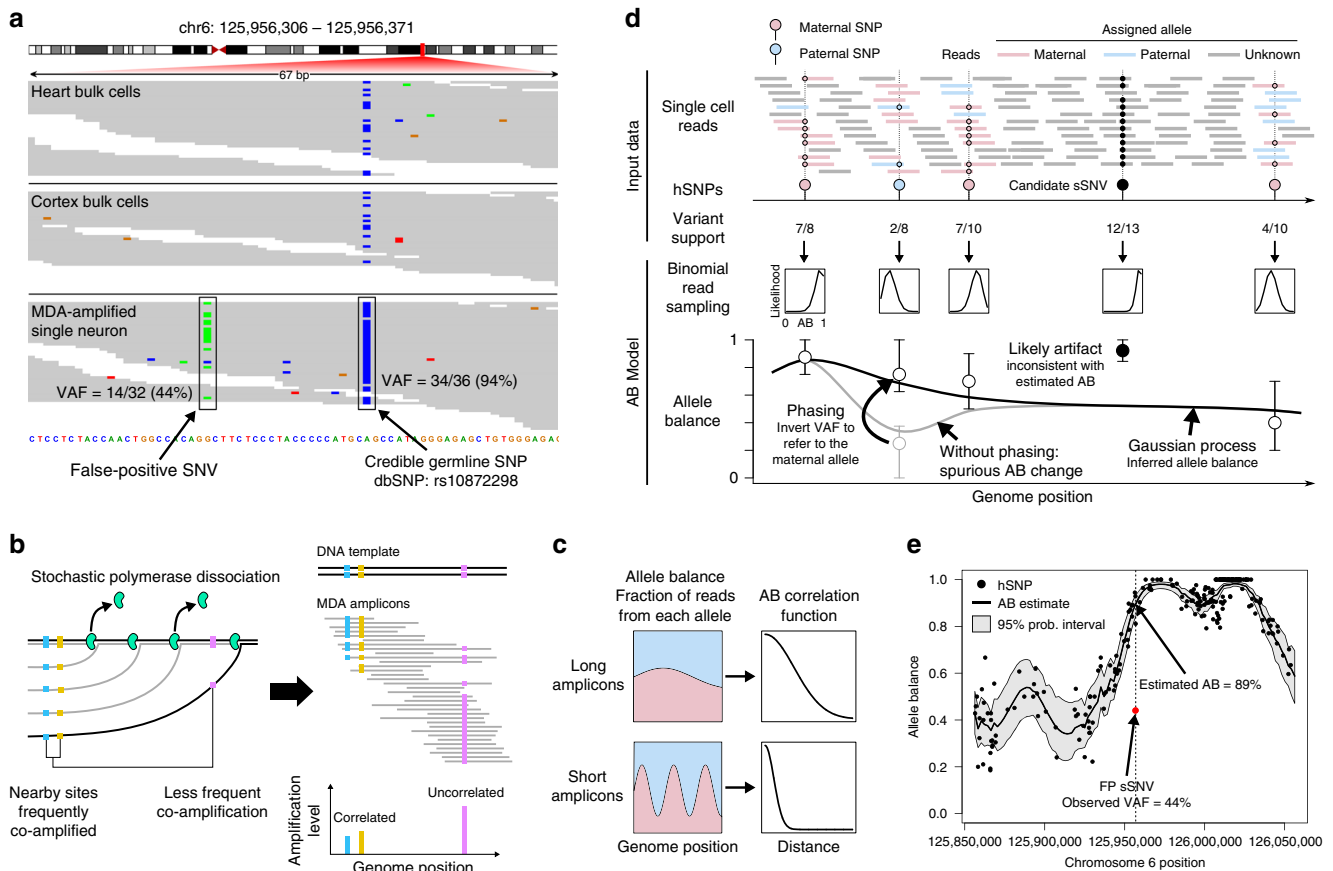 a
chr6: 125,956,306 – 125,956,371
67 bp
Heart bulk cells
Cortex bulk cells
MDA-amplified
single neuron
VAF = 14/32 (44%)
VAF = 34/36 (94%)
CTCCTCTACCAACTGGCCACAGGCTTCTCCCTACCCCCATGCAGCCATAGGGAGAGCTGTGGGAGAG
False-positive SNV
Credible germline SNP
dbSNP: rs10872298
d
Maternal SNP
Paternal SNP
Reads
Assigned allele
Maternal
Paternal
Unknown
Input data
Single cell
reads
hSNPs
Candidate sSNV
Variant
support
7/8
2/8
7/10
12/13
4/10
AB Model
Binomial
read
sampling
Likelihood
0 AB 1
Allele
balance
1
0
Likely artifact
inconsistent with
estimated AB
Phasing
Invert VAF to
refer to the
maternal allele
Without phasing:
spurious AB change
Gaussian process
Inferred allele balance
Genome position
b
Stochastic polymerase dissociation
Nearby sites
frequently
co-amplified
Less frequent
co-amplification
DNA template
MDA amplicons
Amplification
level
Correlated
Uncorrelated
Genome position
c
Allele balance
Fraction of reads
from each allele
AB correlation
function
Long
amplicons
Short
amplicons
Genome position
Distance
e
Allele balance
1.0
0.8
0.6
0.4
0.2
0.0
hSNP
AB estimate
95% prob. interval
Estimated AB = 89%
FP sSNV
Observed VAF = 44%
125,850,000
125,900,000
125,950,000
126,000,000
126,050,000
Chromosome 6 position